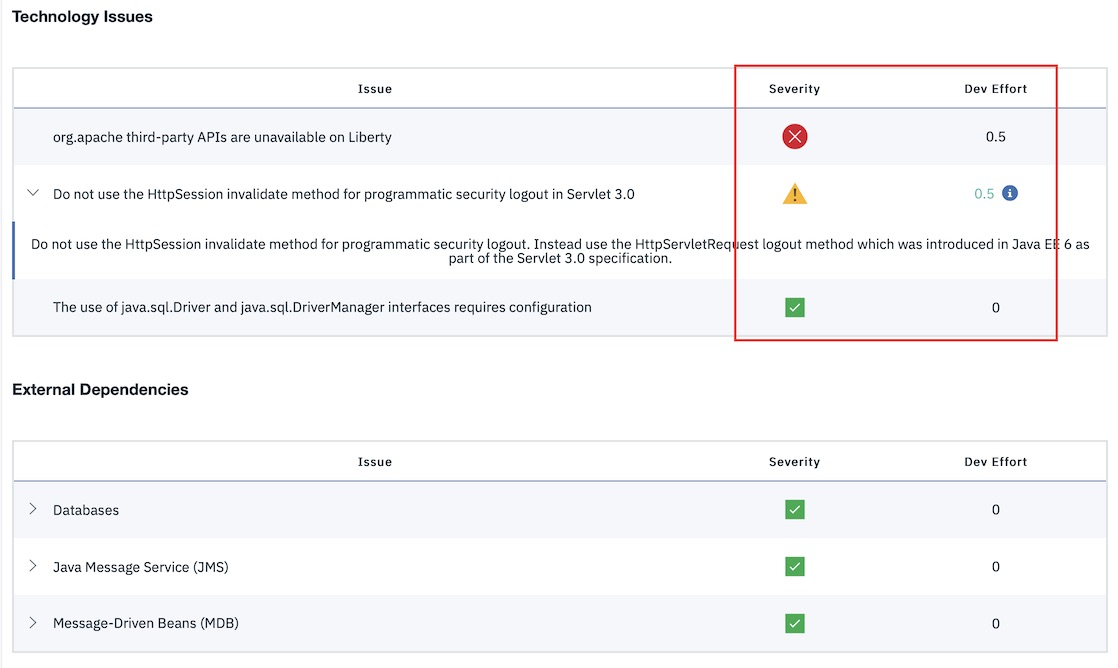 Technology Issues
Issue Severity Dev Effort
org.apache third-party APIs are unavailable on Liberty 0.5
Do not use the HttpSession invalidate method for programmatic security logout in Servlet 3.0 0.5
Do not use the HttpSession invalidate method for programmatic security logout. Instead use the HttpServletRequest logout method which was introduced in Java EE 6 as
part of the Servlet 3.0 specification.
The use of java.sql.Driver and java.sql.DriverManager interfaces requires configuration 0
External Dependencies
Issue Severity Dev Effort
Databases 0
Java Message Service (JMS) 0
Message-Driven Beans (MDB) 0